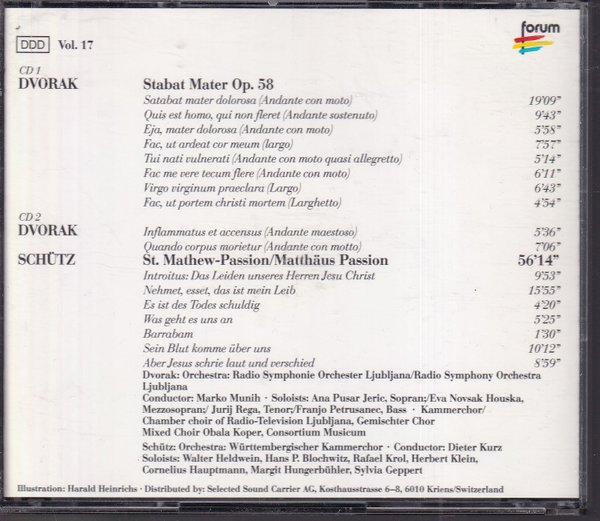 forum
DDD Vol. 17
CD 1
DVORAK Stabat Mater Op. 58
Satabat mater dolorosa (Andante con moto) 19'09"
Quis est homo, qui non fleret (Andante sostenuto) 9'43"
Eja, mater dolorosa (Andante con moto) 5'58"
Fac, ut ardeat cor meum (largo) 7'57"
Tui nati vulnerati (Andante con moto quasi allegretto) 5'14"
Fac me vere tecum flere (Andante con moto) 6'11"
Virgo virginum praeclara (Largo) 6'43"
Fac, ut portem christi mortem (Larghetto) 4'54"
CD 2
DVORAK Inflammatus et accensus (Andante maestoso) 5'36"
Quando corpus morietur (Andante con motto) 7'06"
SCHÜTZ St. Mathew-Passion/Matthäus Passion 56'14"
Introitus: Das Leiden unseres Herren Jesu Christ 9'53"
Nehmet, esset, das ist mein Leib 15'55"
Es ist des Todes schuldig 4'20"
Was geht es uns an 5'25"
Barrabam 1'30"
Sein Blut komme über uns 10'12"
Aber Jesus schrie laut und verschied 8'59"
Dvorak: Orchestra: Radio Symphonie Orchester Ljubljana/Radio Symphony Orchestra
Ljubljana
Conductor: Marko Munih · Soloists: Ana Pusar Jeric, Sopran;/Eva Novsak Houska,
Mezzosopran;/ Jurij Rega, Tenor;/Franjo Petrusanec, Bass · Kammerchor/
Chamber choir of Radio-Television Ljubljana, Gemischter Chor
Mixed Choir Obala Koper, Consortium Musicum
Schütz: Orchestra: Württembergischer Kammerchor · Conductor: Dieter Kurz
Soloists: Walter Heldwein, Hans P. Blochwitz, Rafael Krol, Herbert Klein,
Cornelius Hauptmann, Margit Hungerbühler, Sylvia Geppert
Illustration: Harald Heinrichs · Distributed by: Selected Sound Carrier AG, Kosthausstrasse 6–8, 6010 Kriens/Switzerland